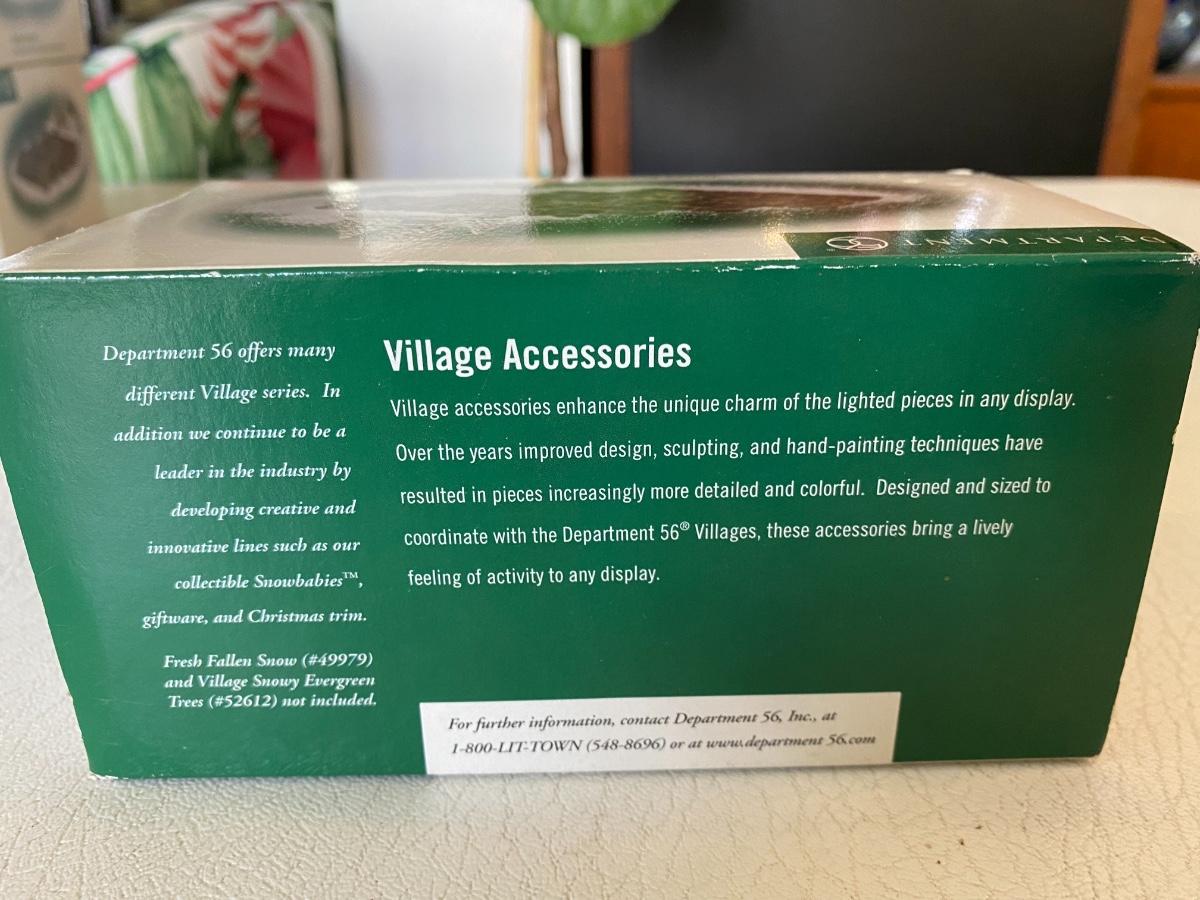 DEPARTMENT 56
Department 56 offers many
different Village series. In
addition we continue to be a
leader in the industry by
developing creative and
innovative lines such as our
collectible Snowbabies™,
giftware, and Christmas trim.
Fresh Fallen Snow (#49979)
and Village Snowy Evergreen
Trees (#52612) not included.
Village Accessories
Village accessories enhance the unique charm of the lighted pieces in any display.
Over the years improved design, sculpting, and hand-painting techniques have
resulted in pieces increasingly more detailed and colorful. Designed and sized to
coordinate with the Department 56® Villages, these accessories bring a lively
feeling of activity to any display.
For further information, contact Department 56, Inc., at
1-800-LIT-TOWN (548-8696) or at www.department 56.com